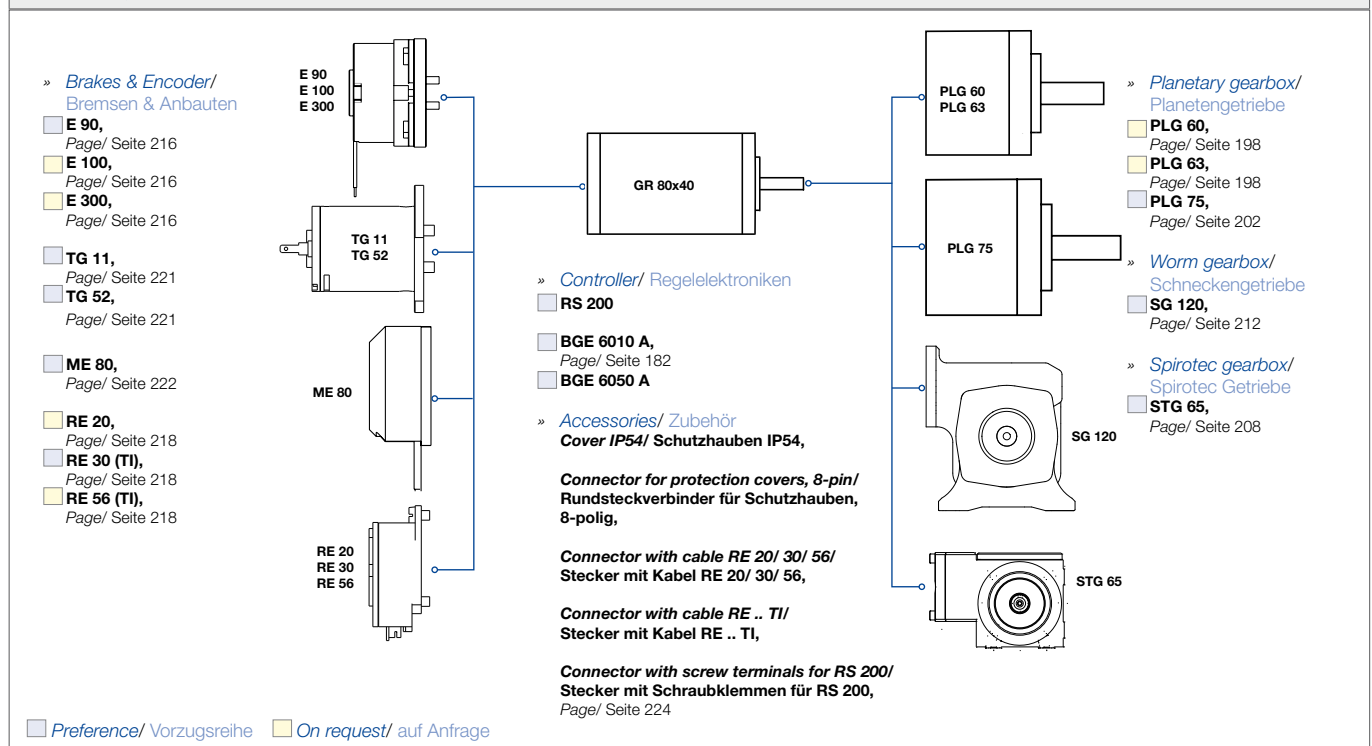 » Brakes & Encoder/
Bremsen & Anbauten
E 90,
Page/ Seite 216
E 100,
Page/ Seite 216
E 300,
Page/ Seite 216
TG 11,
Page/ Seite 221
TG 52,
Page/ Seite 221
ME 80,
Page/ Seite 222
RE 20,
Page/ Seite 218
RE 30 (TI),
Page/ Seite 218
RE 56 (TI),
Page/ Seite 218
E 90
E 100
E 300
TG 11
TG 52
ME 80
RE 20
RE 30
RE 56
GR 80x40
» Controller/ Regelelektroniken
RS 200
BGE 6010 A,
Page/ Seite 182
BGE 6050 A
» Accessories/ Zubehör
Cover IP54/ Schutzhauben IP54,
Connector for protection covers, 8-pin/
Rundsteckverbinder für Schutzhauben,
8-polig,
Connector with cable RE 20/ 30/ 56/
Stecker mit Kabel RE 20/ 30/ 56,
Connector with cable RE .. TI/
Stecker mit Kabel RE .. TI,
Connector with screw terminals for RS 200/
Stecker mit Schraubklemmen für RS 200,
Page/ Seite 224
PLG 60
PLG 63
PLG 75
SG 120
STG 65
» Planetary gearbox/
Planetengetriebe
PLG 60,
Page/ Seite 198
PLG 63,
Page/ Seite 198
PLG 75,
Page/ Seite 202
» Worm gearbox/
Schneckengetriebe
SG 120,
Page/ Seite 212
» Spirotec gearbox/
Spirotec Getriebe
STG 65,
Page/ Seite 208
Preference/ Vorzugsreihe On request/ auf Anfrage